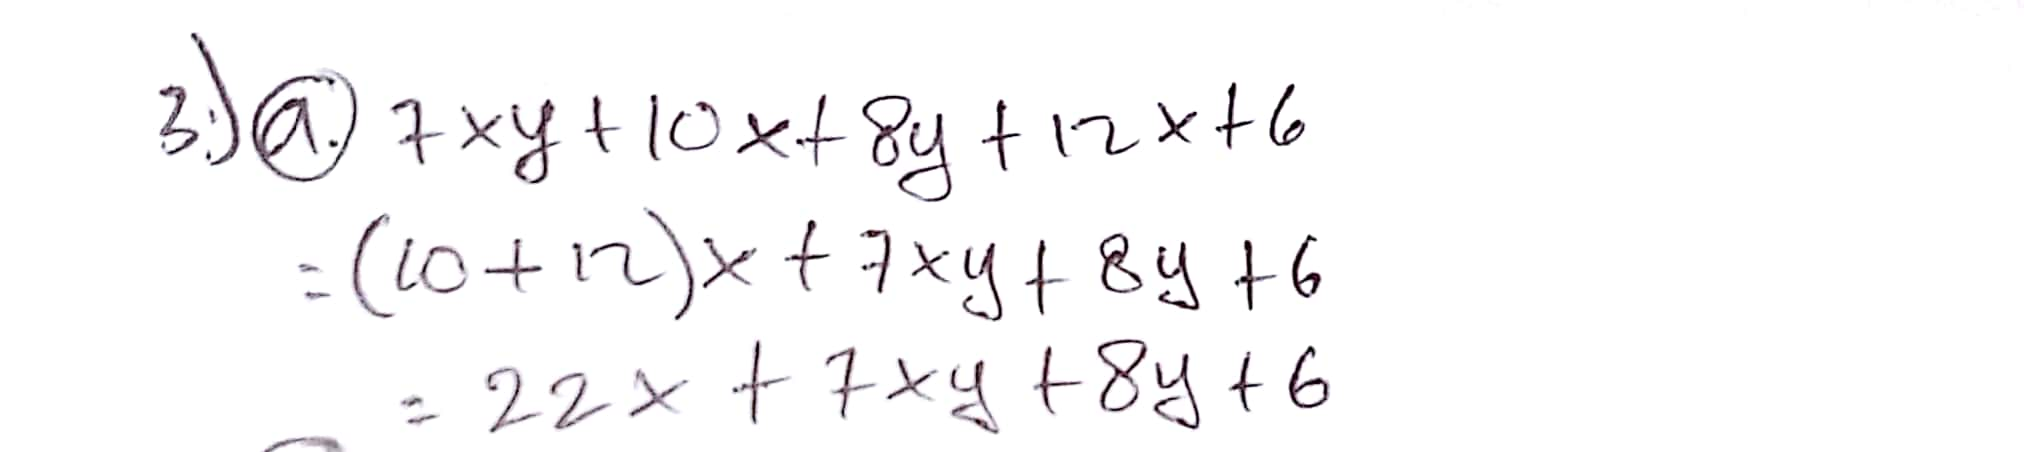 3.) a. 7xy + 10x + 8y + 12x + 6
= (10 + 12)x + 7xy + 8y + 6
= 22x + 7xy + 8y + 6